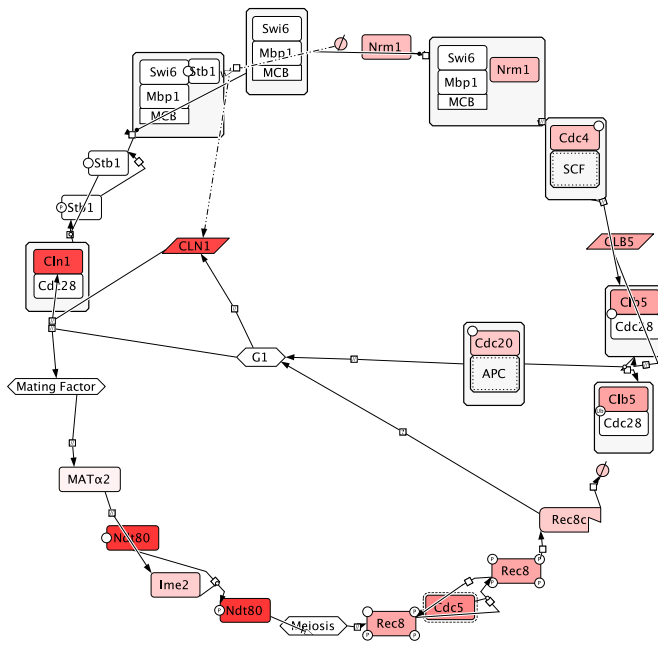 Swi6
Mbp1
MCB
Nrm1
Swi6
Stb1
Mbp1
MCB
Swi6
Nrm1
Mbp1
MCB
Cdc4
SCF
Stb1
P
Stb1
CLN1
CLB5
Cln1
Cdc28
Clb5
Cdc28
Cdc20
APC
G1
Mating Factor
Clb5
Cdc28
MATα2
Rec8c
Ndt80
Rec8
P
P
P
P
Ime2
Cdc5
P
Ndt80
Meiosis
Rec8
P
P
P